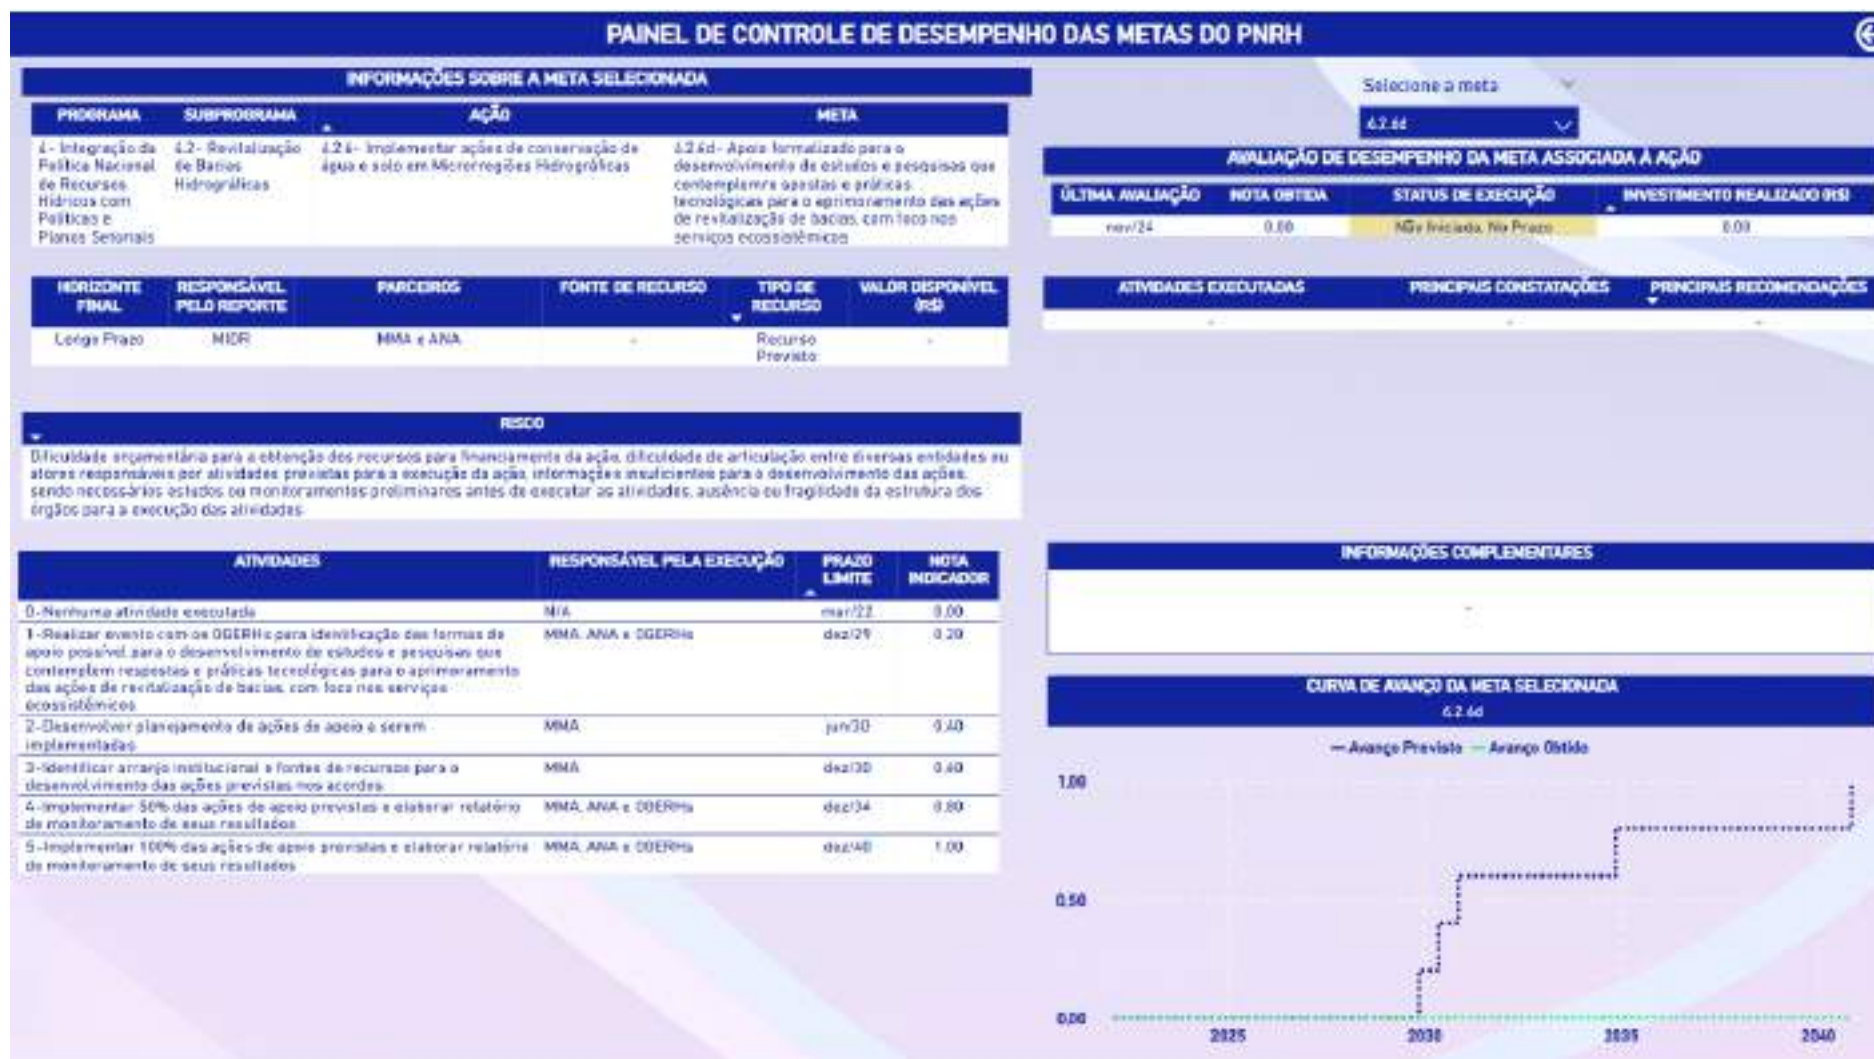 PAINEL DE CONTROLE DE DESEMPENHO DAS METAS DO PNRH
INFORMAÇÕES SOBRE A META SELECIONADA
PROGRAMA
SUBPROGRAMA
AÇÃO
META
4- Integração da
Política Nacional
de Recursos
Hídricos com
Políticas e
Planos Setoriais
4.2- Revitalização
de Bacias
Hidrográficas
4.2.6- Implementar ações de conservação de
água e solo em Microrregiões Hidrográficas
4.2.6d- Apoio formalizado para o
desenvolvimento de estudos e pesquisas que
tecnológicas para o aprimoramento das ações
de revitalização de bacias, com foco nos
serviços ecossistêmicos
HORIZONTE
FINAL
RESPONSÁVEL
PELO REPORTE
PARCEIROS
FONTE DE RECURSO
TIPO DE
RECURSO
VALOR DISPONÍVEL
(R$)
Longo Prazo
MIDR
MMA e ANA
-
Recurso
Previsto
-
RISCO
Dificuldade orçamentária para a obtenção dos recursos para financiamento da ação, dificuldade de articulação entre diversas entidades ou
atores responsáveis por atividades previstas para a execução da ação, informações insuficientes para o desenvolvimento das ações,
sendo necessários estudos ou monitoramentos preliminares antes de executar as atividades, ausência ou fragilidade da estrutura dos
órgãos para a execução das atividades
ATIVIDADES
RESPONSÁVEL PELA EXECUÇÃO
PRAZO
LIMITE
NOTA
INDICADOR
0-Nenhuma atividade executada
N/A
mar/22
0.00
1-Realizar evento com os OGERHs para identificação das formas de
apoio possível para o desenvolvimento de estudos e pesquisas que
contemplem respostas e práticas tecnológicas para o aprimoramento
das ações de revitalização de bacias, com foco nos serviços
ecossistêmicos
MMA, ANA e OGERHs
dez/29
0.20
2-Desenvolver planejamento de ações de apoio a serem
implementadas
MMA
jun/30
0.40
3-Identificar arranjo institucional e fontes de recursos para o
desenvolvimento das ações previstas nos acordos
MMA
dez/30
0.60
4-Implementar 50% das ações de apoio previstas e elaborar relatório
de monitoramento de seus resultados
MMA, ANA e OGERHs
dez/34
0.80
5-Implementar 100% das ações de apoio previstas e elaborar relatório
de monitoramento de seus resultados
MMA, ANA e OGERHs
dez/40
1.00
Selecione a meta
4.2.6d
AVALIAÇÃO DE DESEMPENHO DA META ASSOCIADA À AÇÃO
ÚLTIMA AVALIAÇÃO
NOTA OBTIDA
STATUS DE EXECUÇÃO
INVESTIMENTO REALIZADO (R$)
nov/24
0.00
Não Iniciada. No Prazo
0.00
ATIVIDADES EXECUTADAS
PRINCIPAIS CONSTATAÇÕES
PRINCIPAIS RECOMENDAÇÕES
-
-
-
INFORMAÇÕES COMPLEMENTARES
-
CURVA DE AVANÇO DA META SELECIONADA
4.2.6d
Avanço Previsto
Avanço Obtido
1,00
0,50
0,00
2025
2030
2035
2040